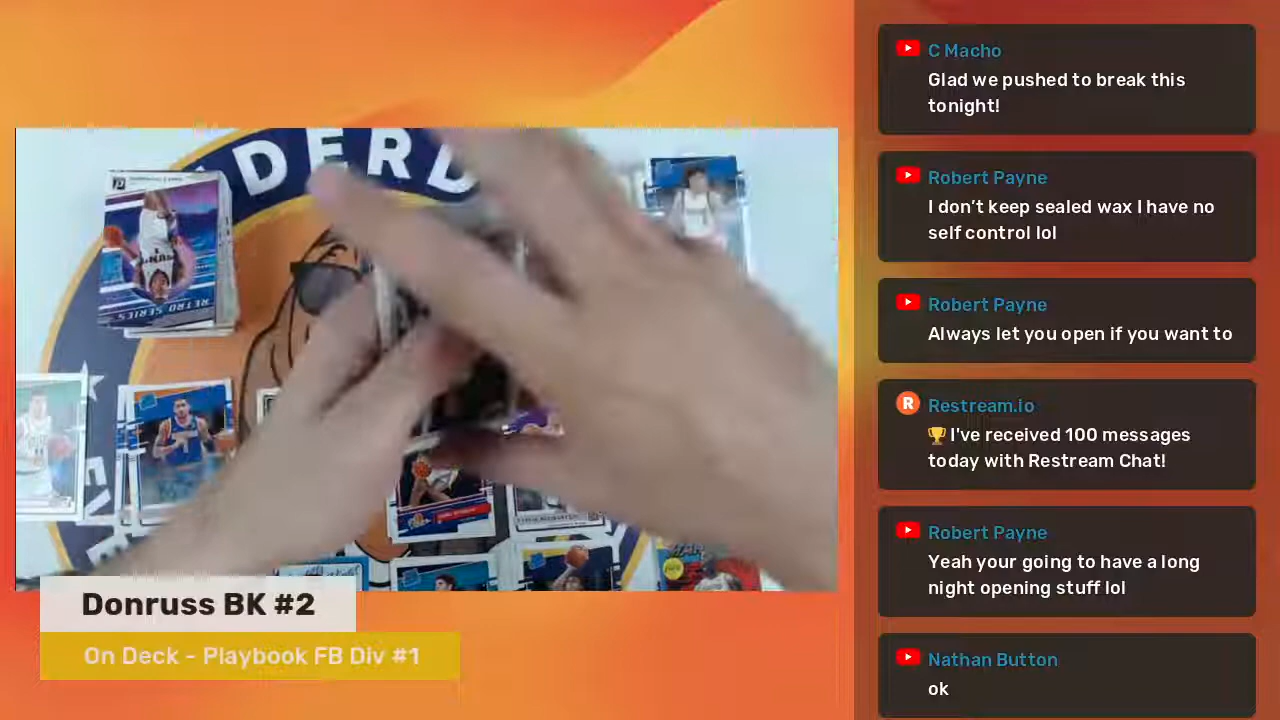 C Macho
Glad we pushed to break this
tonight!
Robert Payne
I don't keep sealed wax I have no
self control lol
Robert Payne
Always let you open if you want to
Restream.io
🏆 I've received 100 messages
today with Restream Chat!
Robert Payne
Yeah your going to have a long
night opening stuff lol
Nathan Button
ok
DERD
RETRO SERIES
Donruss BK #2
On Deck - Playbook FB Div #1